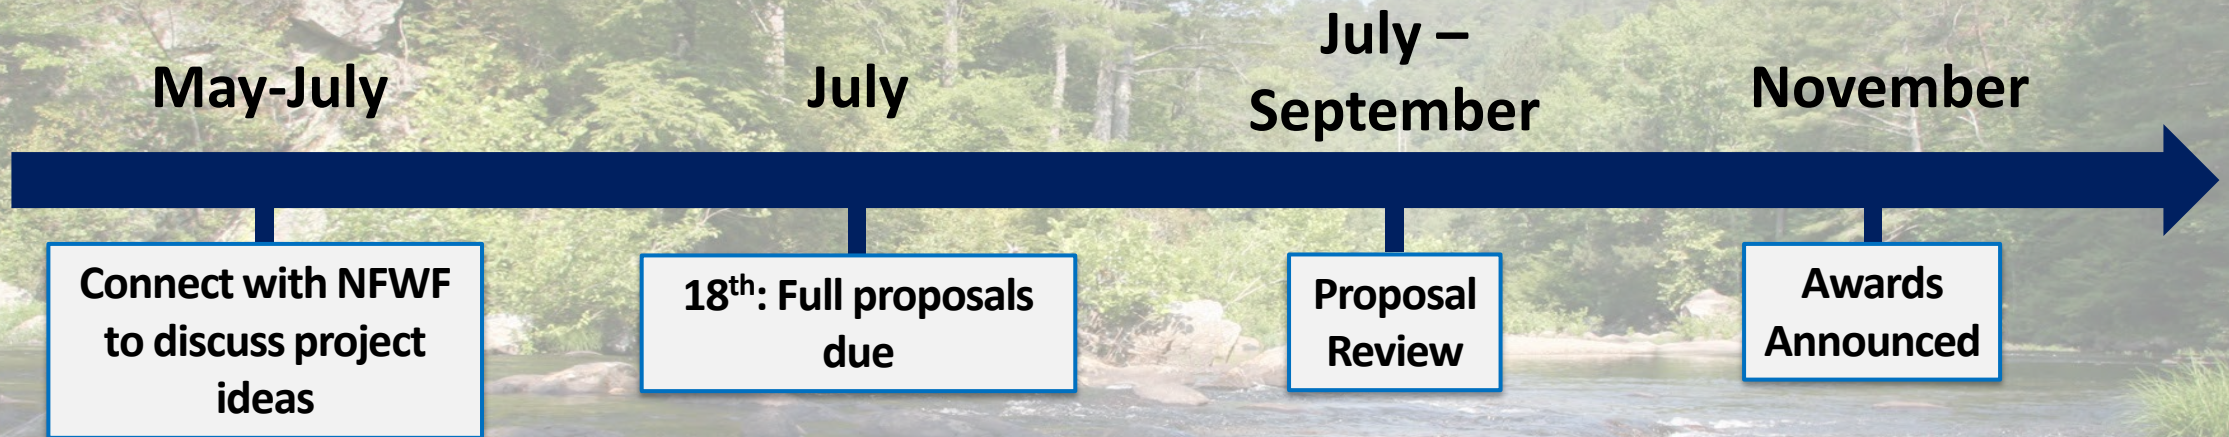 May-July
July
July –
September
November
Connect with NFWF
to discuss project
ideas
18th: Full proposals
due
Proposal
Review
Awards
Announced